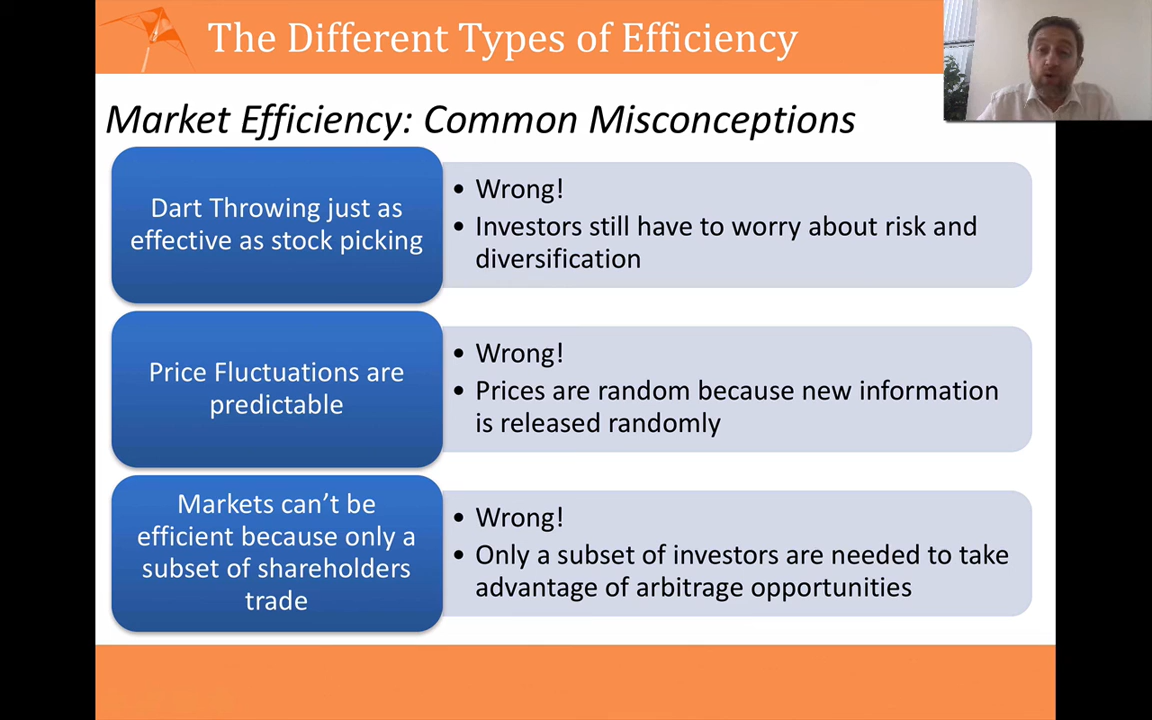 The Different Types of Efficiency
Market Efficiency: Common Misconceptions
Dart Throwing just as
effective as stock picking
• Wrong!
• Investors still have to worry about risk and
diversification
Price Fluctuations are
predictable
• Wrong!
• Prices are random because new information
is released randomly
Markets can’t be
efficient because only a
subset of shareholders
trade
• Wrong!
• Only a subset of investors are needed to take
advantage of arbitrage opportunities